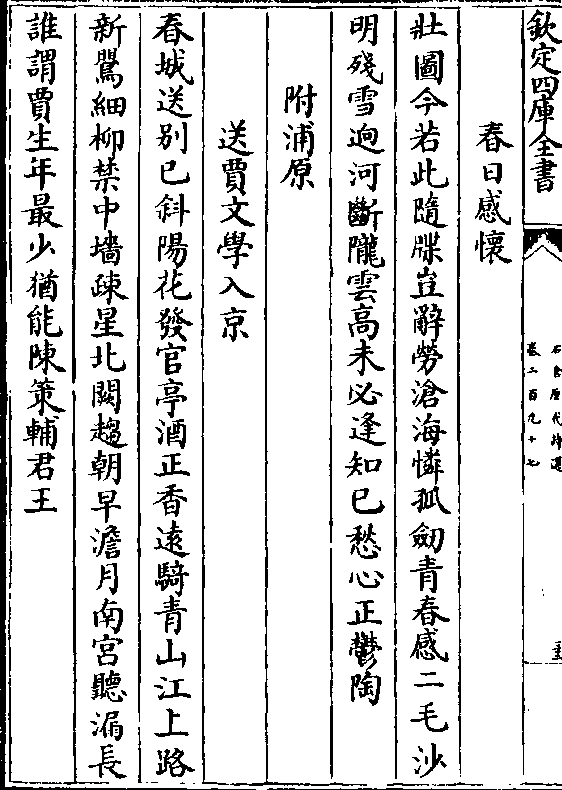 欽定四庫全書
石倉歷代詩選
卷二百九十七
春日感懷
壯圖今若此隨牒豈辭勞滄海憐孤劒青春感二毛沙
明殘雪逈河斷隴雲高未必逢知已愁心正鬱陶
附浦原
送賈文學入京
春城送别已斜陽花發官亭酒正香遠騎青山江上路
新鶯細柳禁中墻疎星北闕趨朝早澹月南宮聽漏長
誰謂賈生年最少猶能陳策輔君王